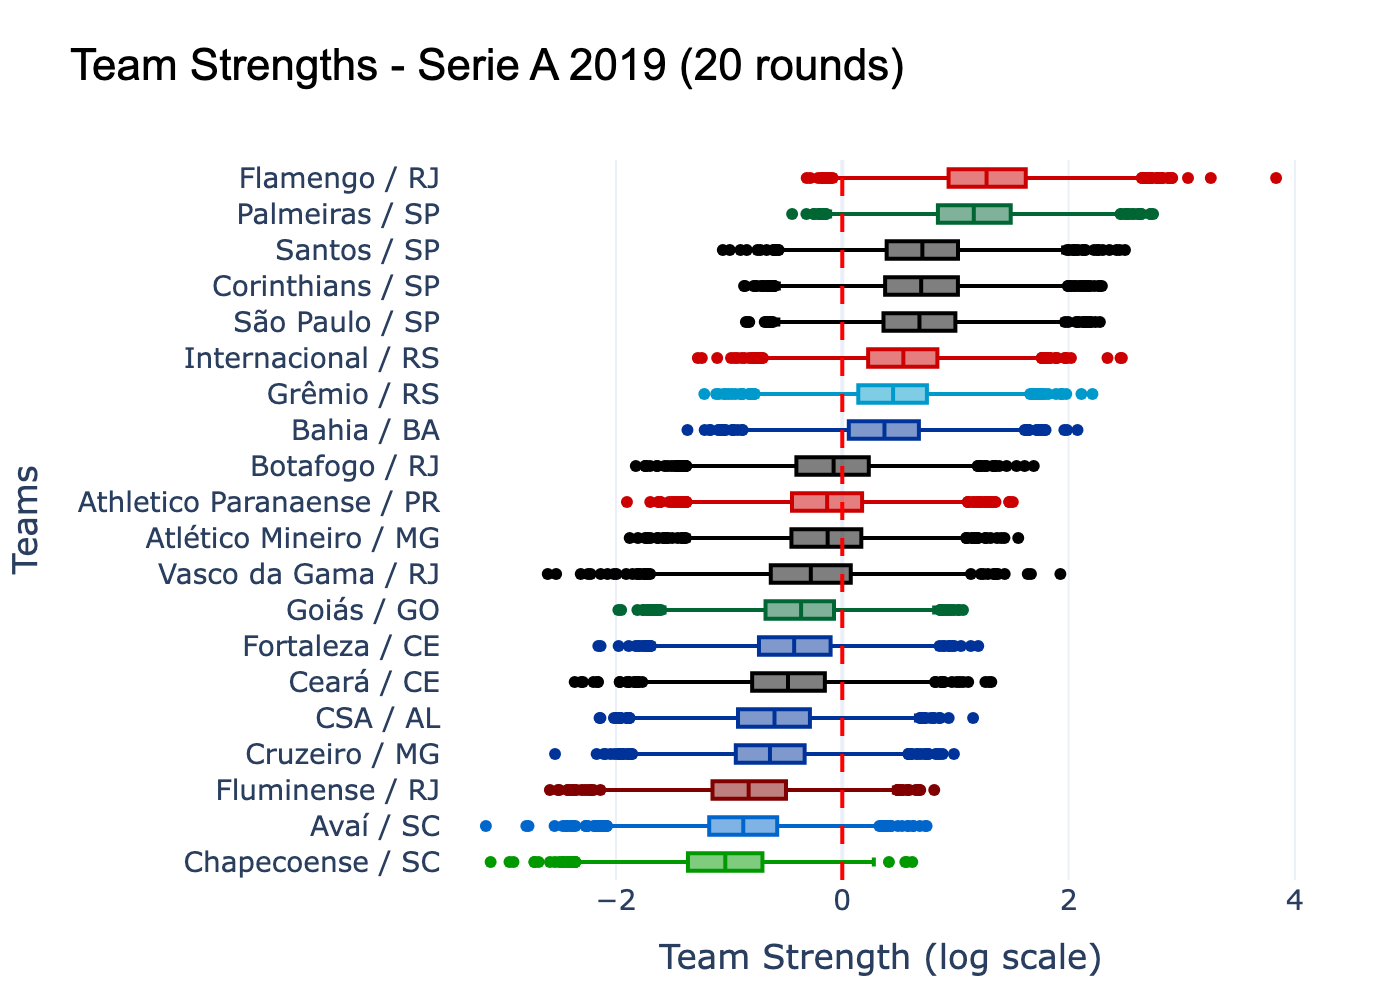 Team Strengths - Serie A 2019 (20 rounds)
Teams
Flamengo / RJ
Palmeiras / SP
Santos / SP
Corinthians / SP
São Paulo / SP
Internacional / RS
Grêmio / RS
Bahia / BA
Botafogo / RJ
Athletico Paranaense / PR
Atlético Mineiro / MG
Vasco da Gama / RJ
Goiás / GO
Fortaleza / CE
Ceará / CE
CSA / AL
Cruzeiro / MG
Fluminense / RJ
Avaí / SC
Chapecoense / SC
−2 0 2 4
Team Strength (log scale)